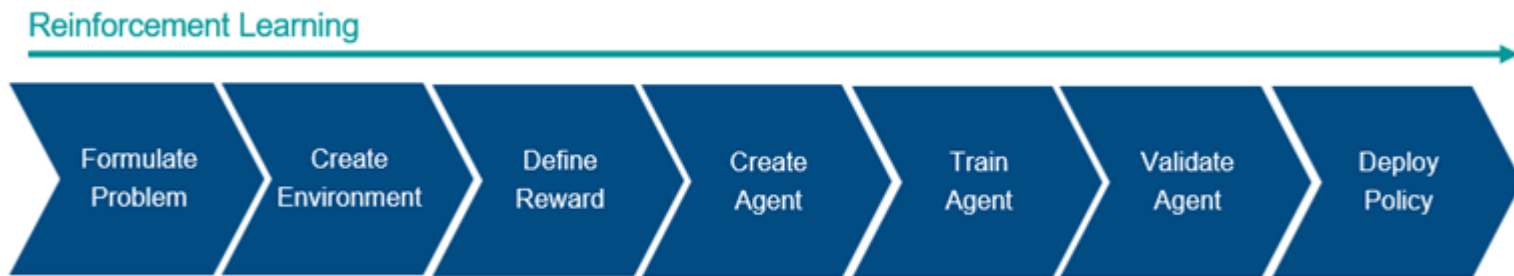 Reinforcement Learning
Formulate
Problem
Create
Environment
Define
Reward
Create
Agent
Train
Agent
Validate
Agent
Deploy
Policy